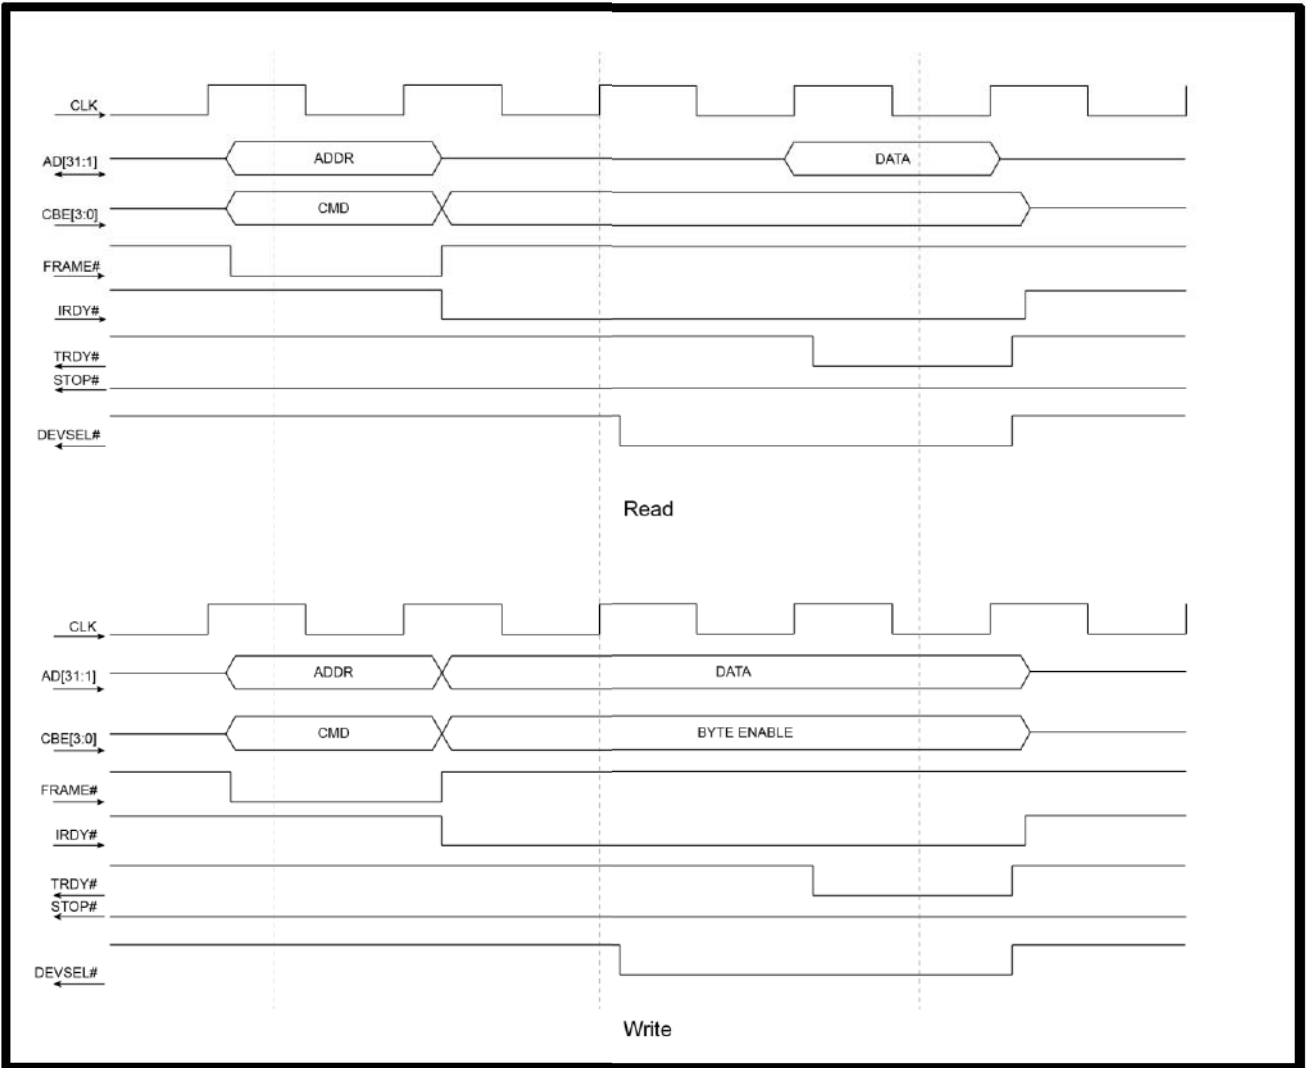 CLK
AD[31:1]
ADDR
DATA
CBE[3:0]
CMD
FRAME#
IRDY#
TRDY#
STOP#
DEVSEL#
Read
CLK
AD[31:1]
ADDR
DATA
CBE[3:0]
CMD
BYTE ENABLE
FRAME#
IRDY#
TRDY#
STOP#
DEVSEL#
Write